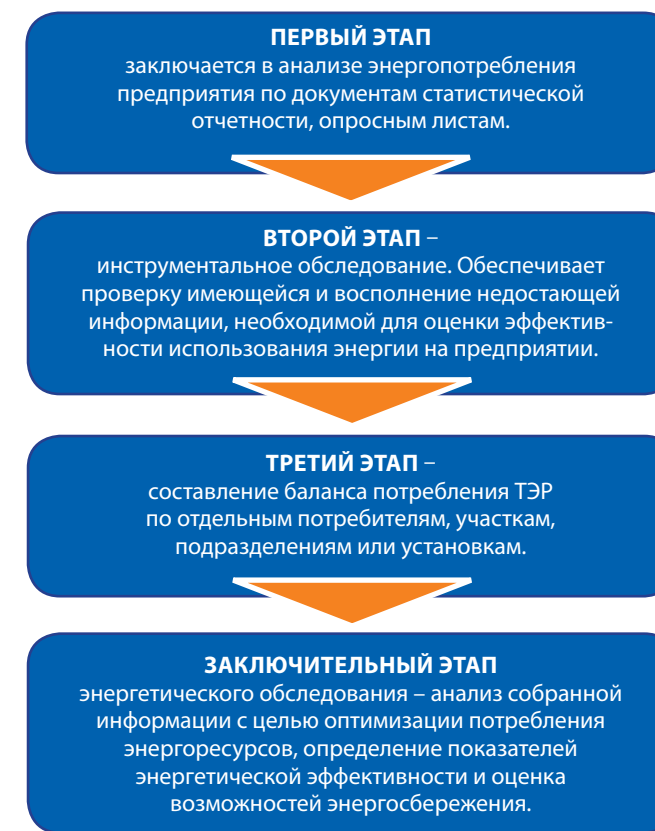 ПЕРВЫЙ ЭТАП
заключается в анализе энергопотребления
предприятия по документам статистической
отчетности, опросным листам.
ВТОРОЙ ЭТАП –
инструментальное обследование. Обеспечивает
проверку имеющейся и восполнение недостающей
информации, необходимой для оценки эффектив-
ности использования энергии на предприятии.
ТРЕТИЙ ЭТАП –
составление баланса потребления ТЭР
по отдельным потребителям, участкам,
подразделениям или установкам.
ЗАКЛЮЧИТЕЛЬНЫЙ ЭТАП
энергетического обследования – анализ собранной
информации с целью оптимизации потребления
энергоресурсов, определение показателей
энергетической эффективности и оценка
возможностей энергосбережения.